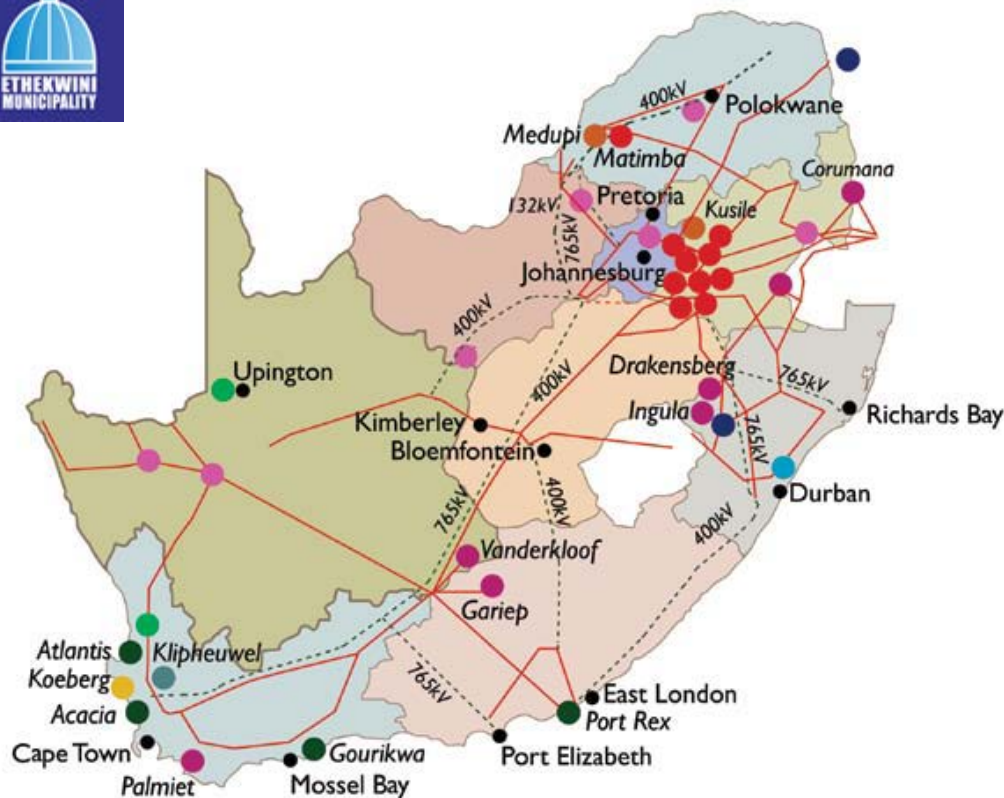 ETHEKWINI
MUNICIPALITY
400kV
Polokwane
Medupi
Matimba
Corumana
132kV
Pretoria
Kusile
765kV
Johannesburg
400kV
Drakensberg
400kV
765kV
Upington
Ingula
765kV
Richards Bay
Kimberley
Bloemfontein
765kV
400kV
Durban
400kV
Vanderkloof
Gariep
Atlantis
Klipheuwel
Koeberg
765kV
East London
Acacia
Port Rex
Cape Town
Gourikwa
Port Elizabeth
Palmiet
Mossel Bay